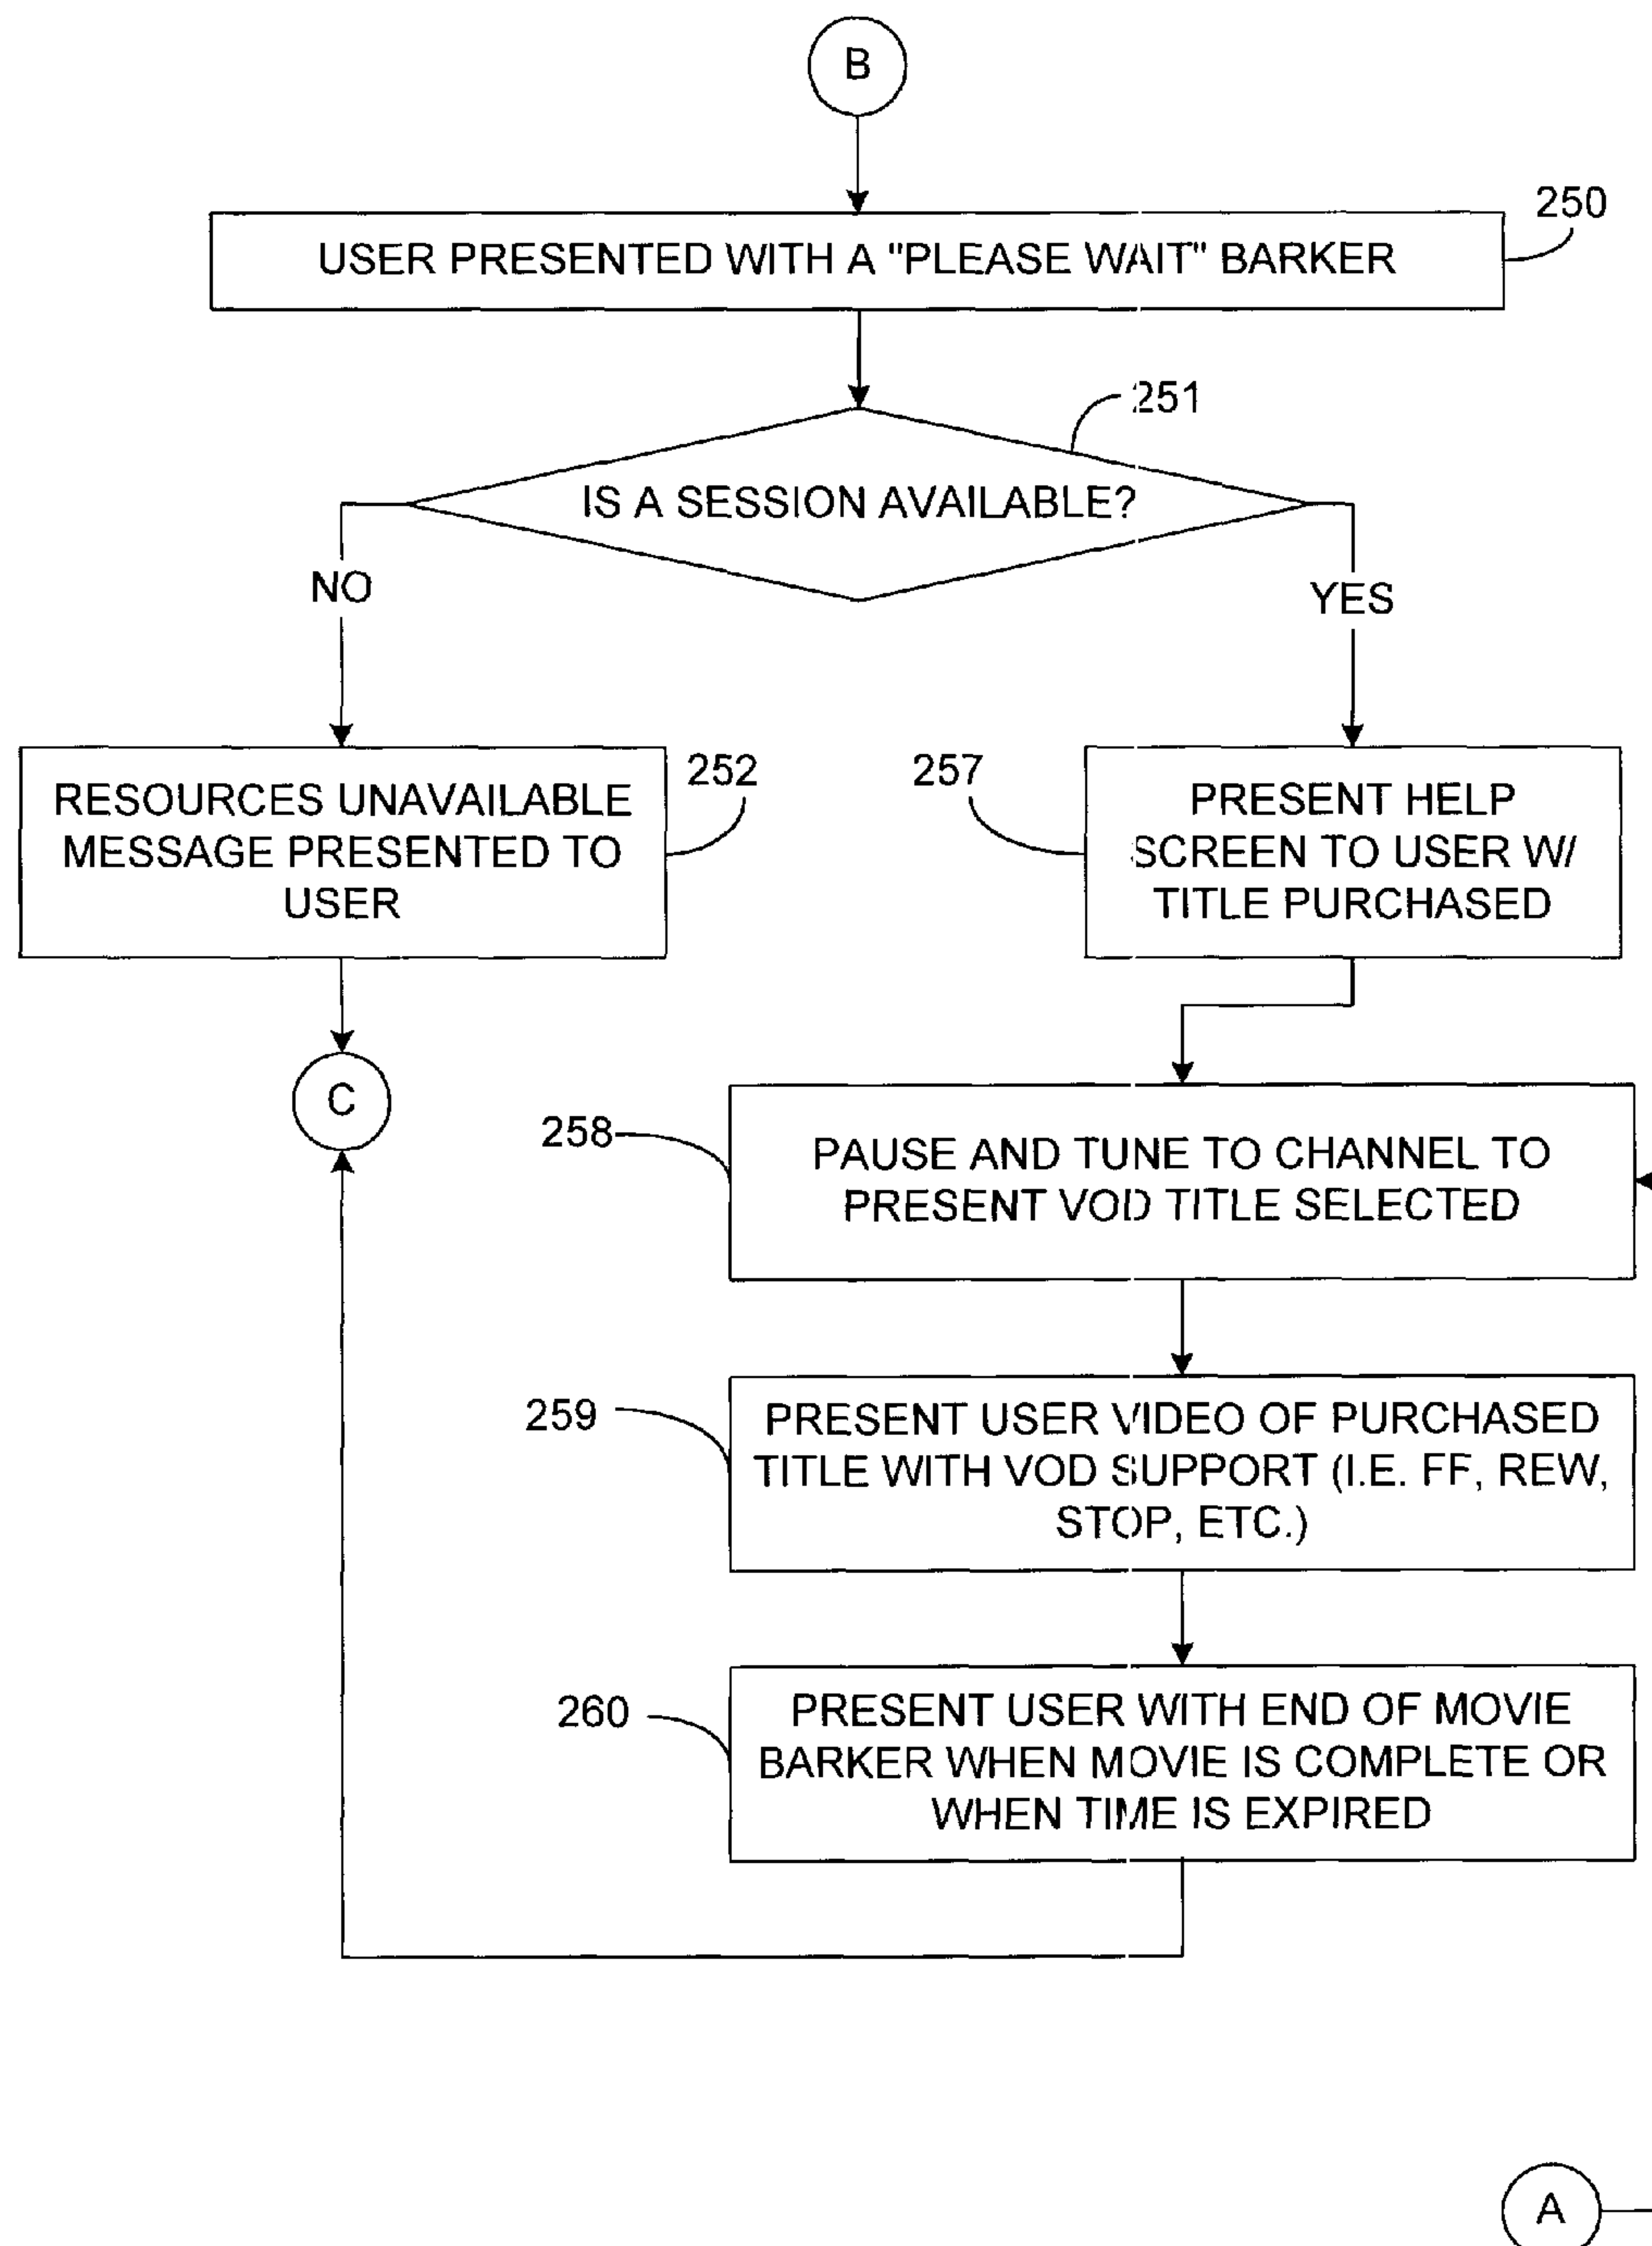 B
250
USER PRESENTED WITH A "PLEASE WAIT" BARKER
251
IS A SESSION AVAILABLE?
NO
YES
252
257
RESOURCES UNAVAILABLE
MESSAGE PRESENTED TO
USER
PRESENT HELP
SCREEN TO USER W/
TITLE PURCHASED
C
258
PAUSE AND TUNE TO CHANNEL TO
PRESENT VOD TITLE SELECTED
259
PRESENT USER VIDEO OF PURCHASED
TITLE WITH VOD SUPPORT (I.E. FF, REW,
STOP, ETC.)
260
PRESENT USER WITH END OF MOVIE
BARKER WHEN MOVIE IS COMPLETE OR
WHEN TIME IS EXPIRED
A